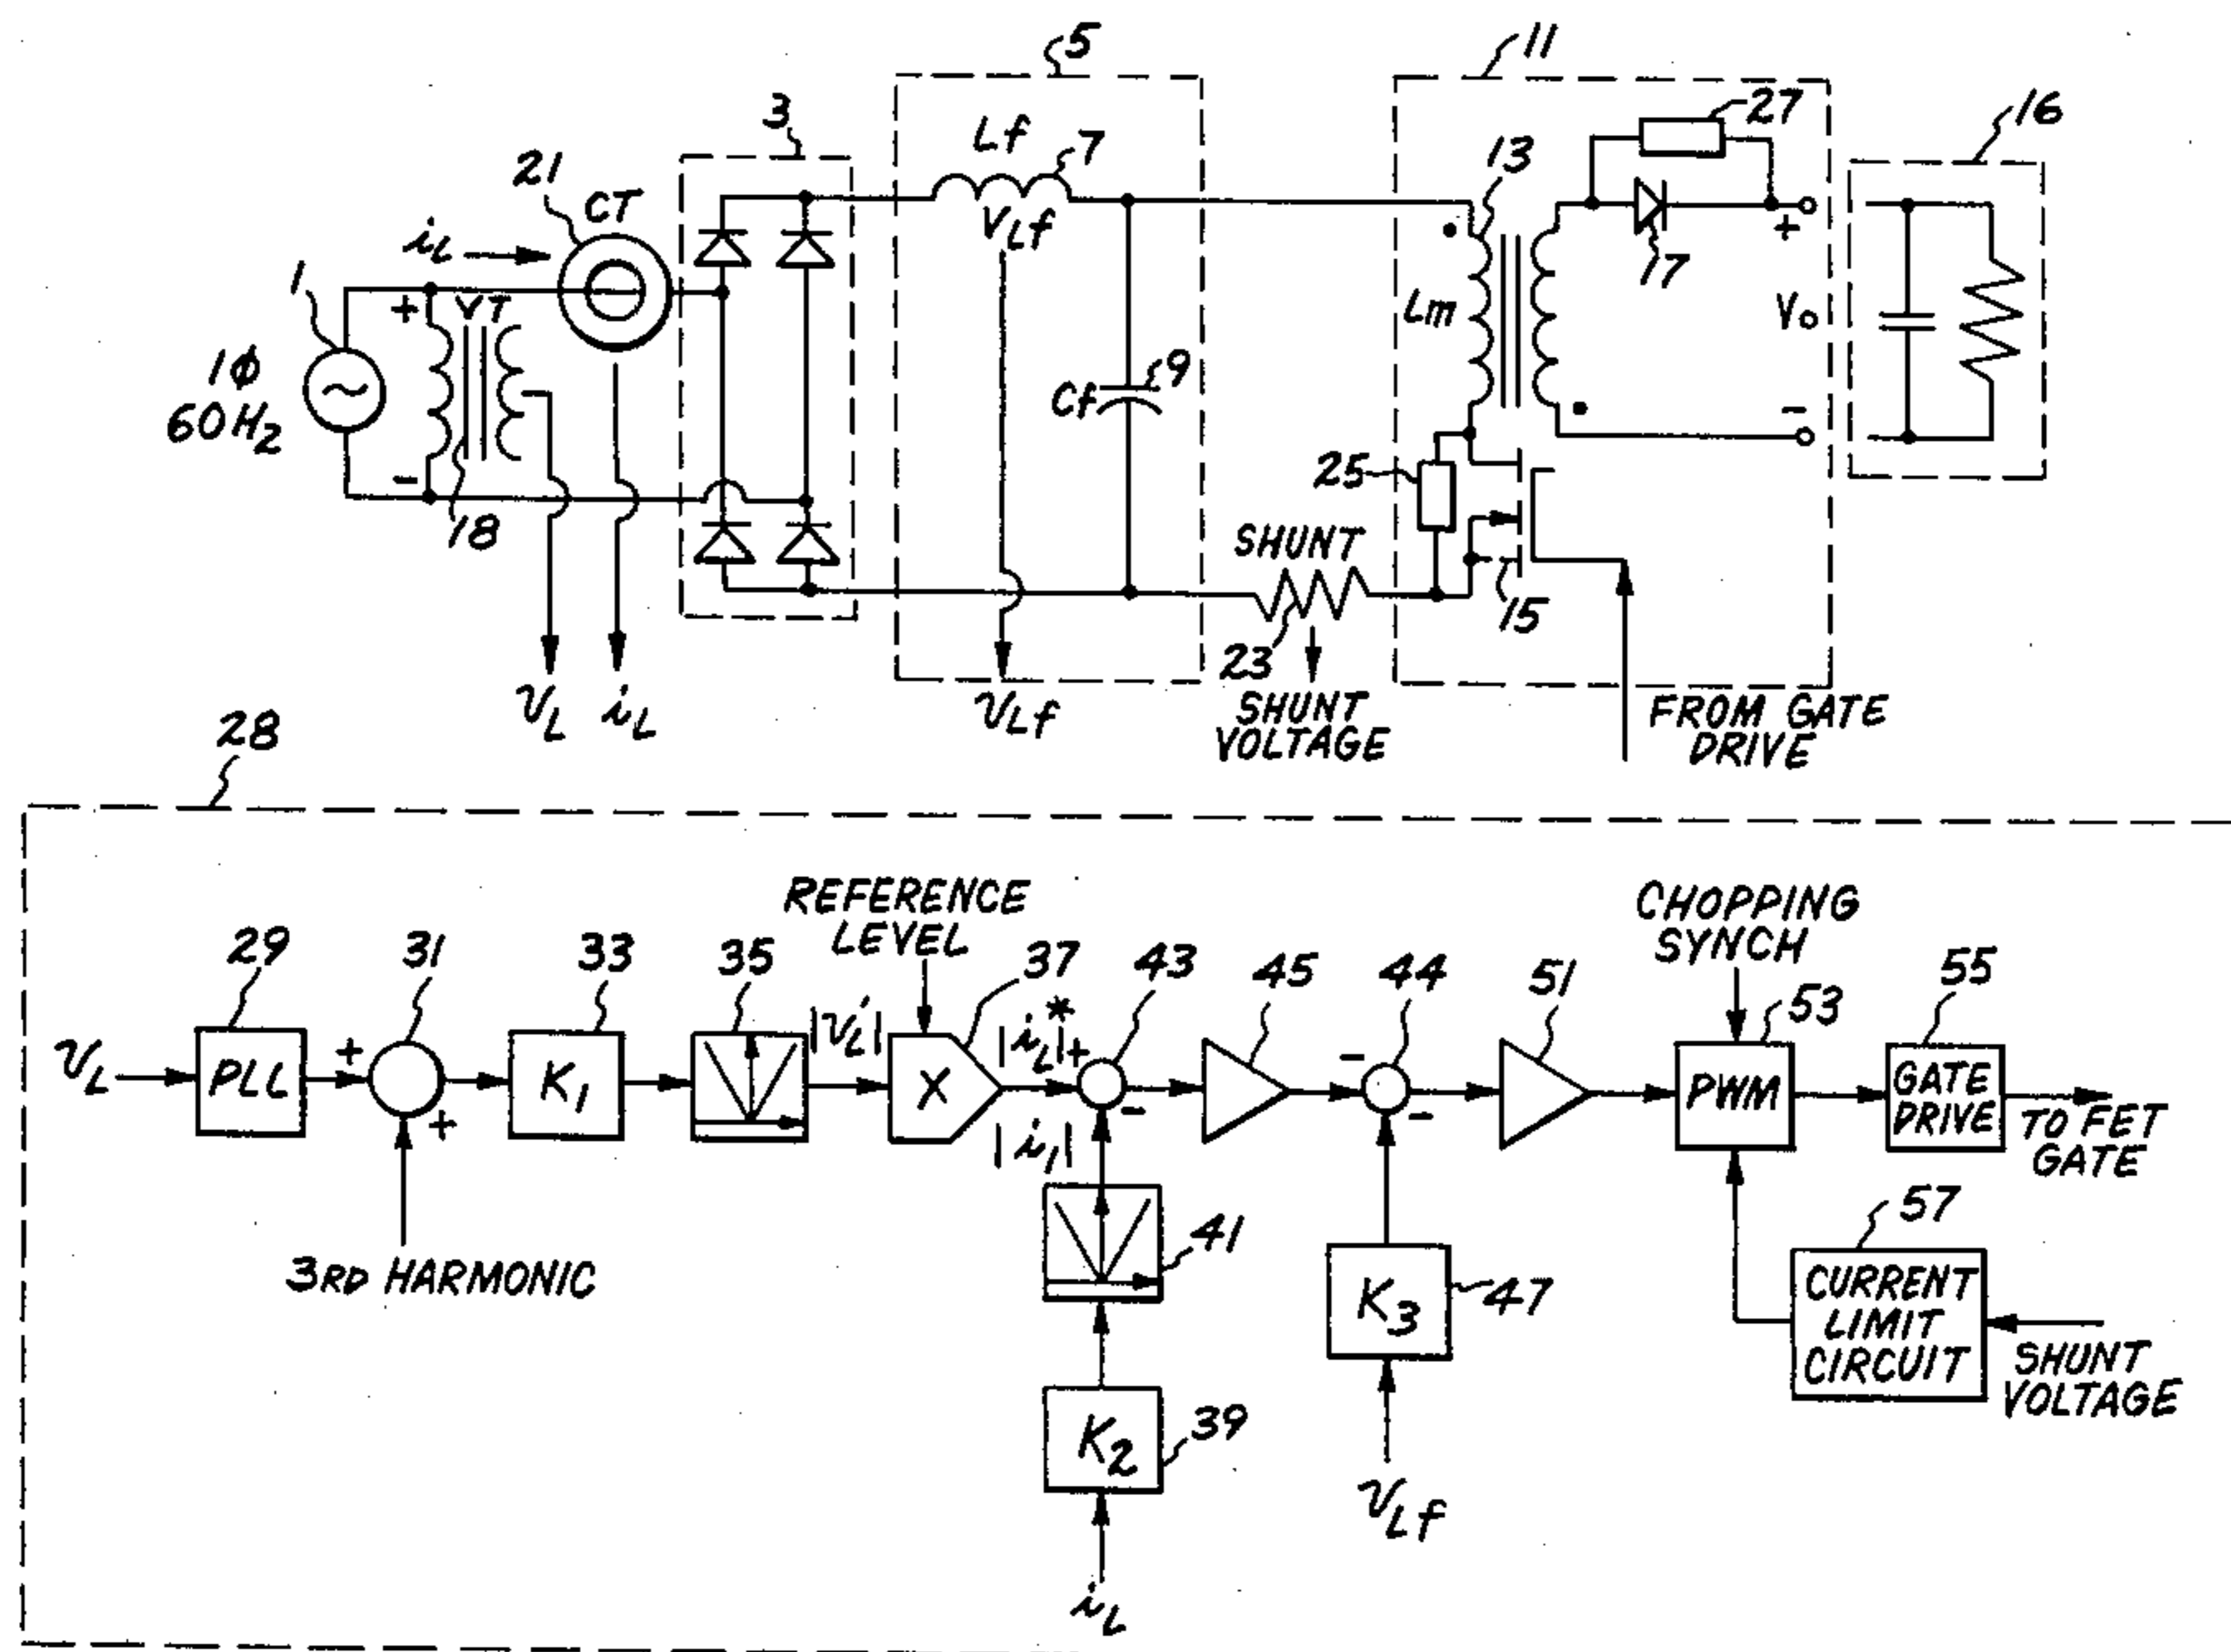 5
11
3
Lf
7
27
16
21
CT
13
iL
VLf
17
1
+
VT
Lm
+
Vo
1ϕ
60 H2
Cf
9
-
-
18
25
SHUNT
15
23
vL
iL
vLf
SHUNT
VOLTAGE
FROM GATE
DRIVE
28
REFERENCE
LEVEL
CHOPPING
SYNCH
29
31
33
35
37
43
45
44
51
53
55
vL
PLL
+
+
K1
|vL'|
X
|iL|*
+
-
-
-
PWM
GATE
DRIVE
TO FET
GATE
|i1|
3RD HARMONIC
41
K3
47
57
CURRENT
LIMIT
CIRCUIT
SHUNT
VOLTAGE
K2
39
vLf
iL